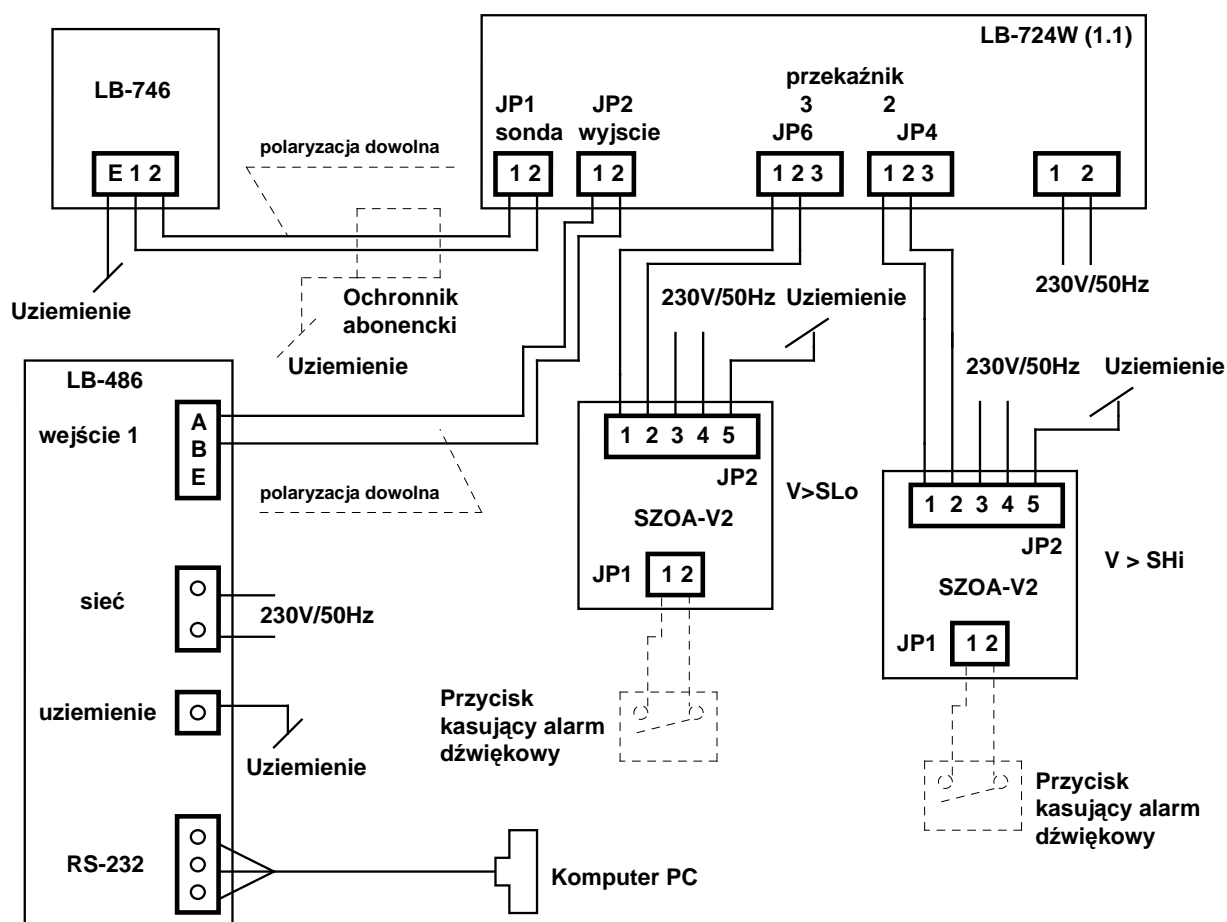 LB-724W (1.1)
LB-746
E 1 2
przekaźnik
3 2
JP1
sonda
JP2
wyjscie
JP6
JP4
1 2
1 2
1 2 3
1 2 3
1 2
polaryzacja dowolna
Uziemienie
Ochronnik
abonencki
Uziemienie
230V/50Hz
230V/50Hz
Uziemienie
230V/50Hz
Uziemienie
LB-486
wejście 1
A
B
E
polaryzacja dowolna
1 2 3 4 5
JP2
SZOA-V2
V>SLo
JP1
1 2
1 2 3 4 5
JP2
SZOA-V2
V > SHi
JP1
1 2
sieć
230V/50Hz
uziemienie
Uziemienie
Przycisk
kasujący alarm
dźwiękowy
Przycisk
kasujący alarm
dźwiękowy
RS-232
Komputer PC